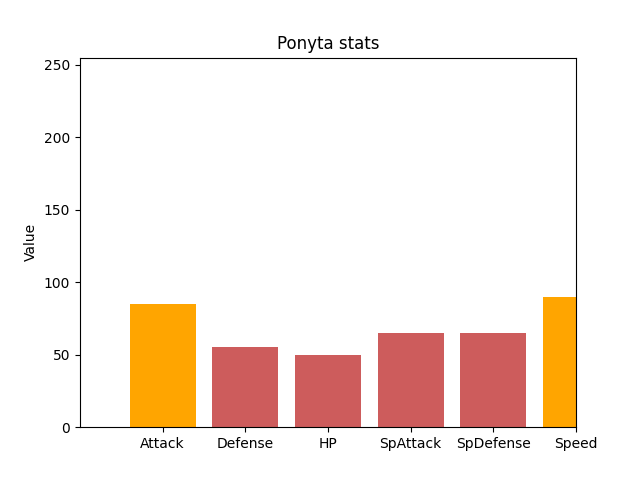 Ponyta stats
250
200
150
100
50
0
Value
Attack
Defense
HP
SpAttack
SpDefense
Speed